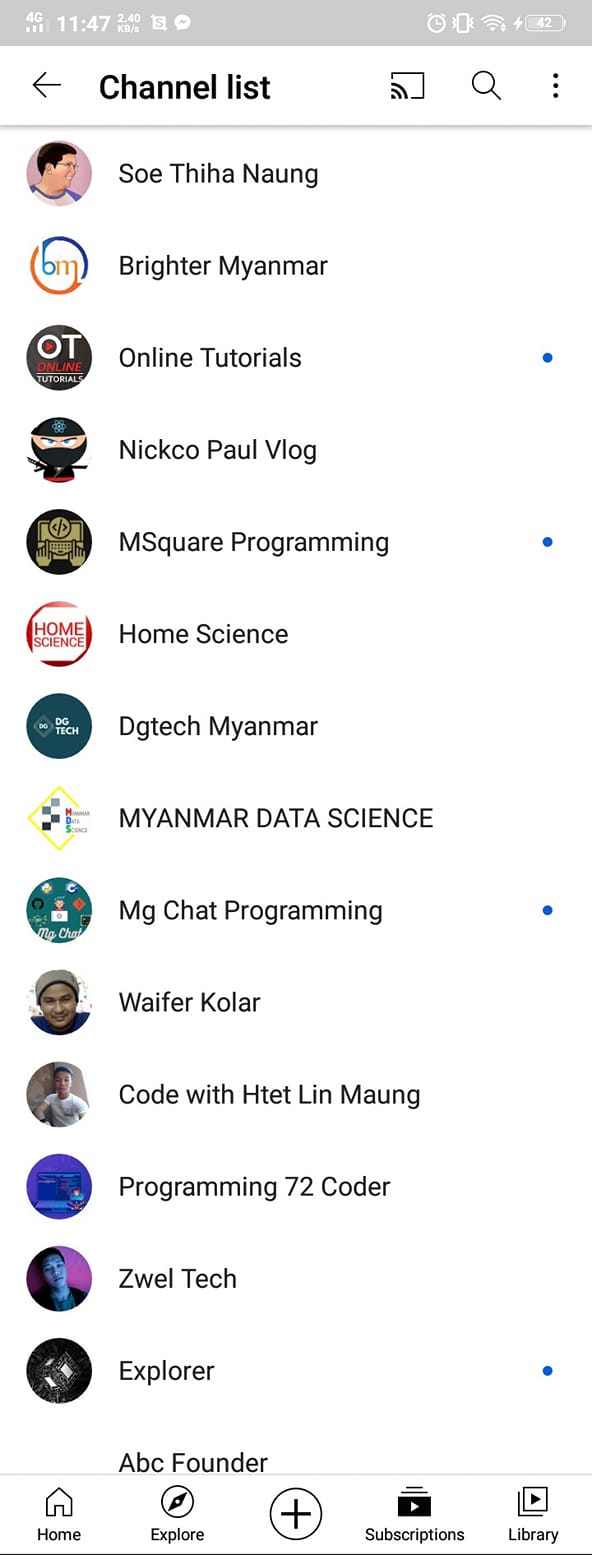 4G 11:47 2.40 KB/s 42
Channel list
Soe Thiha Naung
bm
Brighter Myanmar
OT
ONLINE
TUTORIALS
Online Tutorials
Nickco Paul Vlog
MSquare Programming
HOME
SCIENCE
Home Science
DG DG
TECH
Dgtech Myanmar
MYANMAR
DATA
SCIENCE
MYANMAR DATA SCIENCE
Mg Chat
Mg Chat Programming
Waifer Kolar
Code with Htet Lin Maung
Programming 72 Coder
Zwel Tech
Explorer
Abc Founder
Home Explore Subscriptions Library